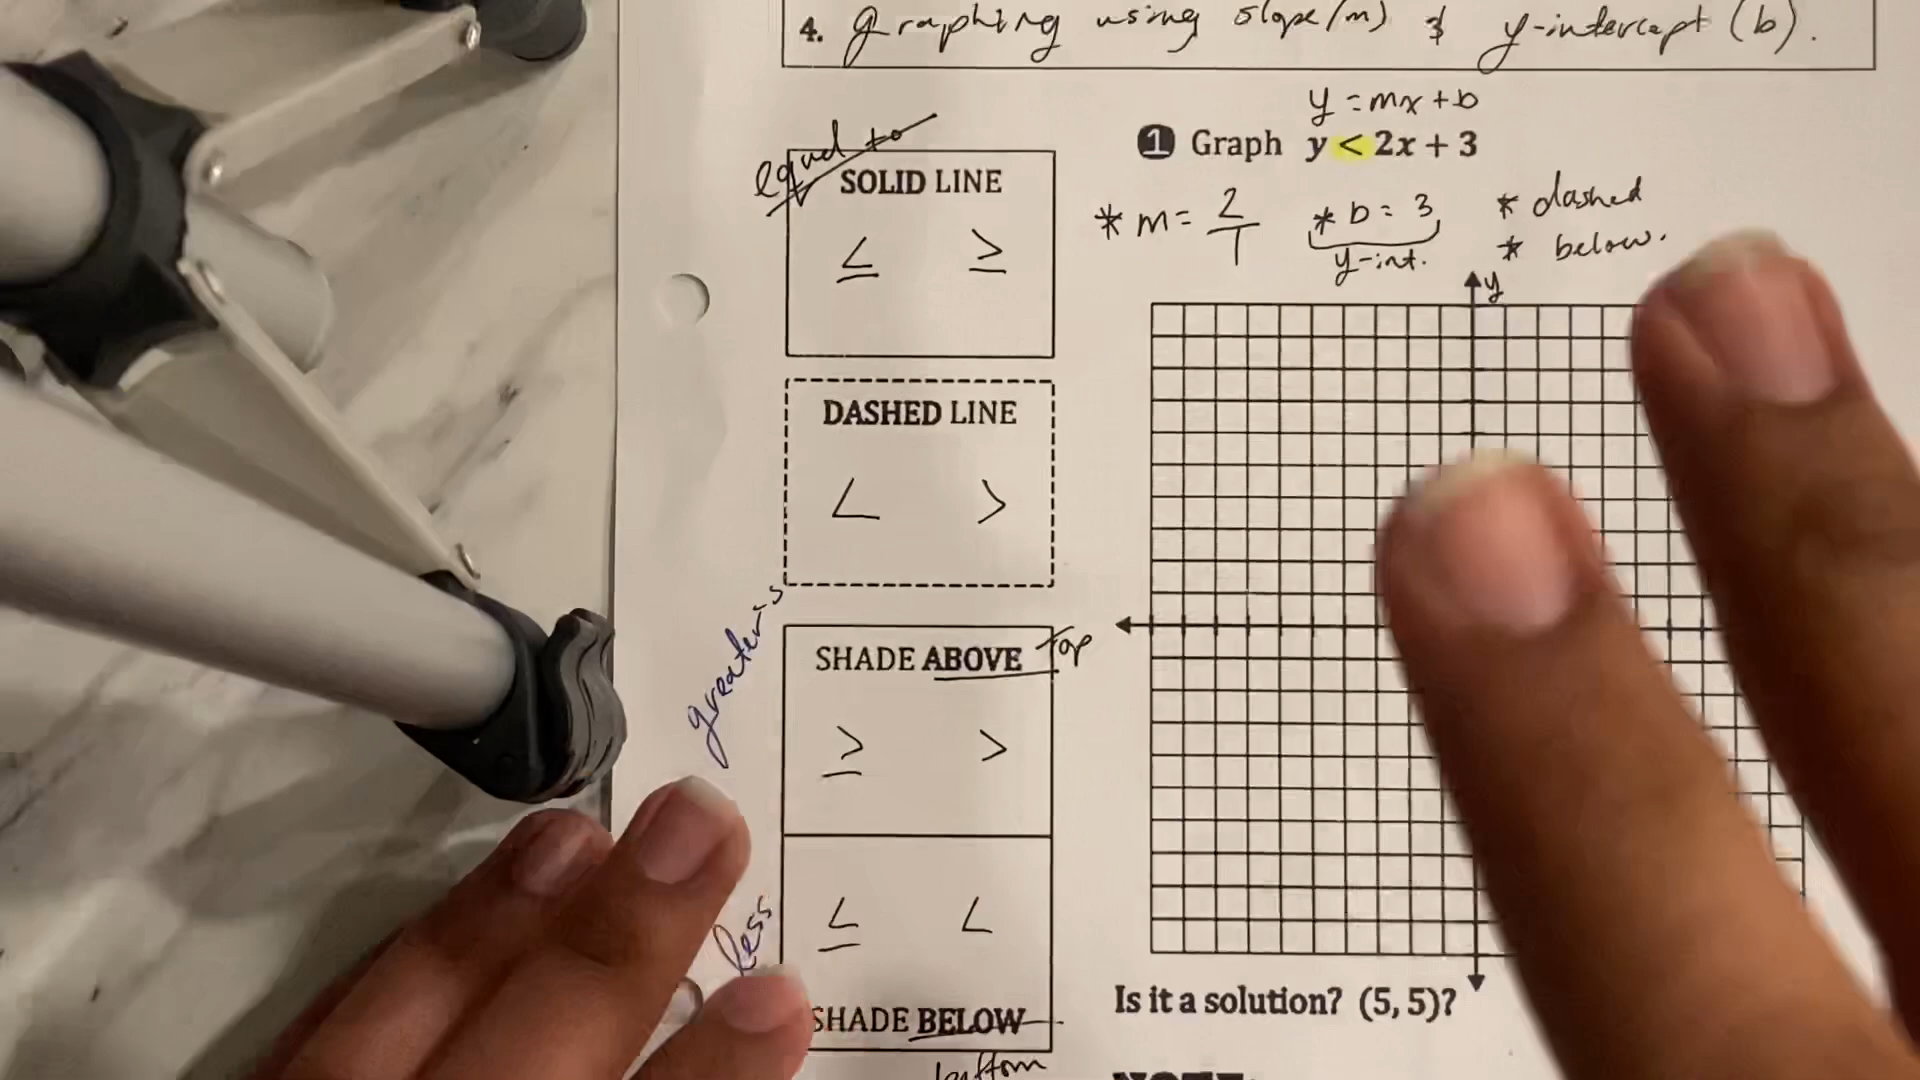 4. graphing using slope (m) & y-intercept (b).
equal to
SOLID LINE
≤ ≥
DASHED LINE
< >
greater
SHADE ABOVE
Top
≥ >
less
≤ <
SHADE BELOW
bottom
y = mx + b
1 Graph y < 2x + 3
* m = 2/1
* b = 3
y-int.
* dashed
* below.
y
Is it a solution? (5, 5)?